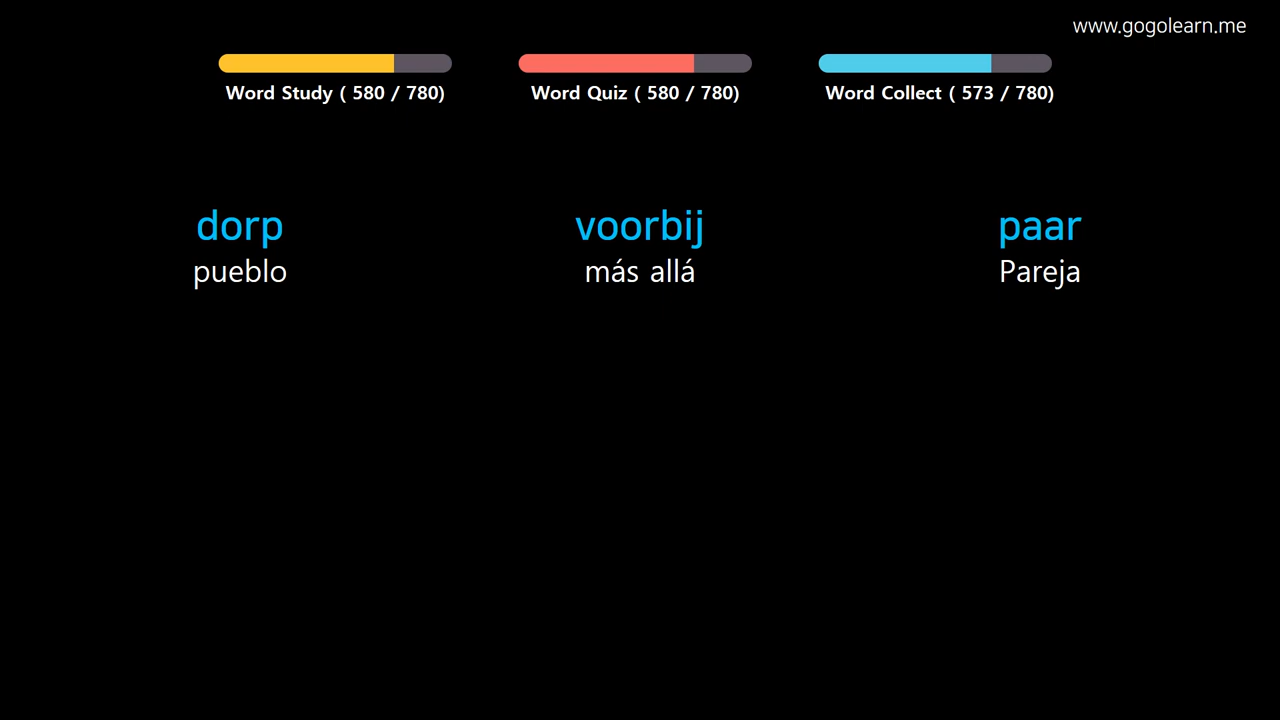 www.gogolearn.me
Word Study ( 580 / 780)
Word Quiz ( 580 / 780)
Word Collect ( 573 / 780)
dorp
pueblo
voorbij
más allá
paar
Pareja